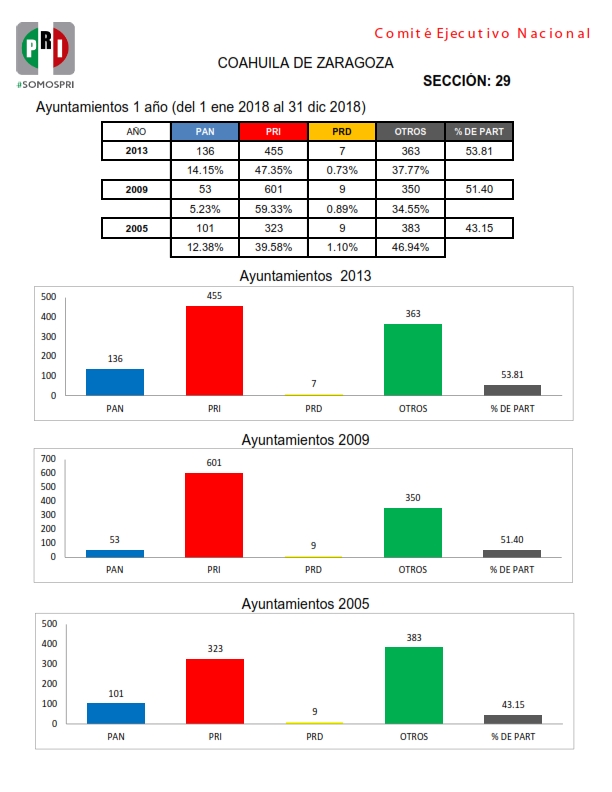 Comité Ejecutivo Nacional
PRI
#SOMOSPRI
COAHUILA DE ZARAGOZA
SECCIÓN: 29
Ayuntamientos 1 año (del 1 ene 2018 al 31 dic 2018)
AÑO PAN PRI PRD OTROS % DE PART
2013 136 455 7 363 53.81
14.15% 47.35% 0.73% 37.77%
2009 53 601 9 350 51.40
5.23% 59.33% 0.89% 34.55%
2005 101 323 9 383 43.15
12.38% 39.58% 1.10% 46.94%
Ayuntamientos 2013
500
400
300
200
100
0
136 455 7 363 53.81
PAN PRI PRD OTROS % DE PART
Ayuntamientos 2009
700
600
500
400
300
200
100
0
53 601 9 350 51.40
PAN PRI PRD OTROS % DE PART
Ayuntamientos 2005
500
400
300
200
100
0
101 323 9 383 43.15
PAN PRI PRD OTROS % DE PART